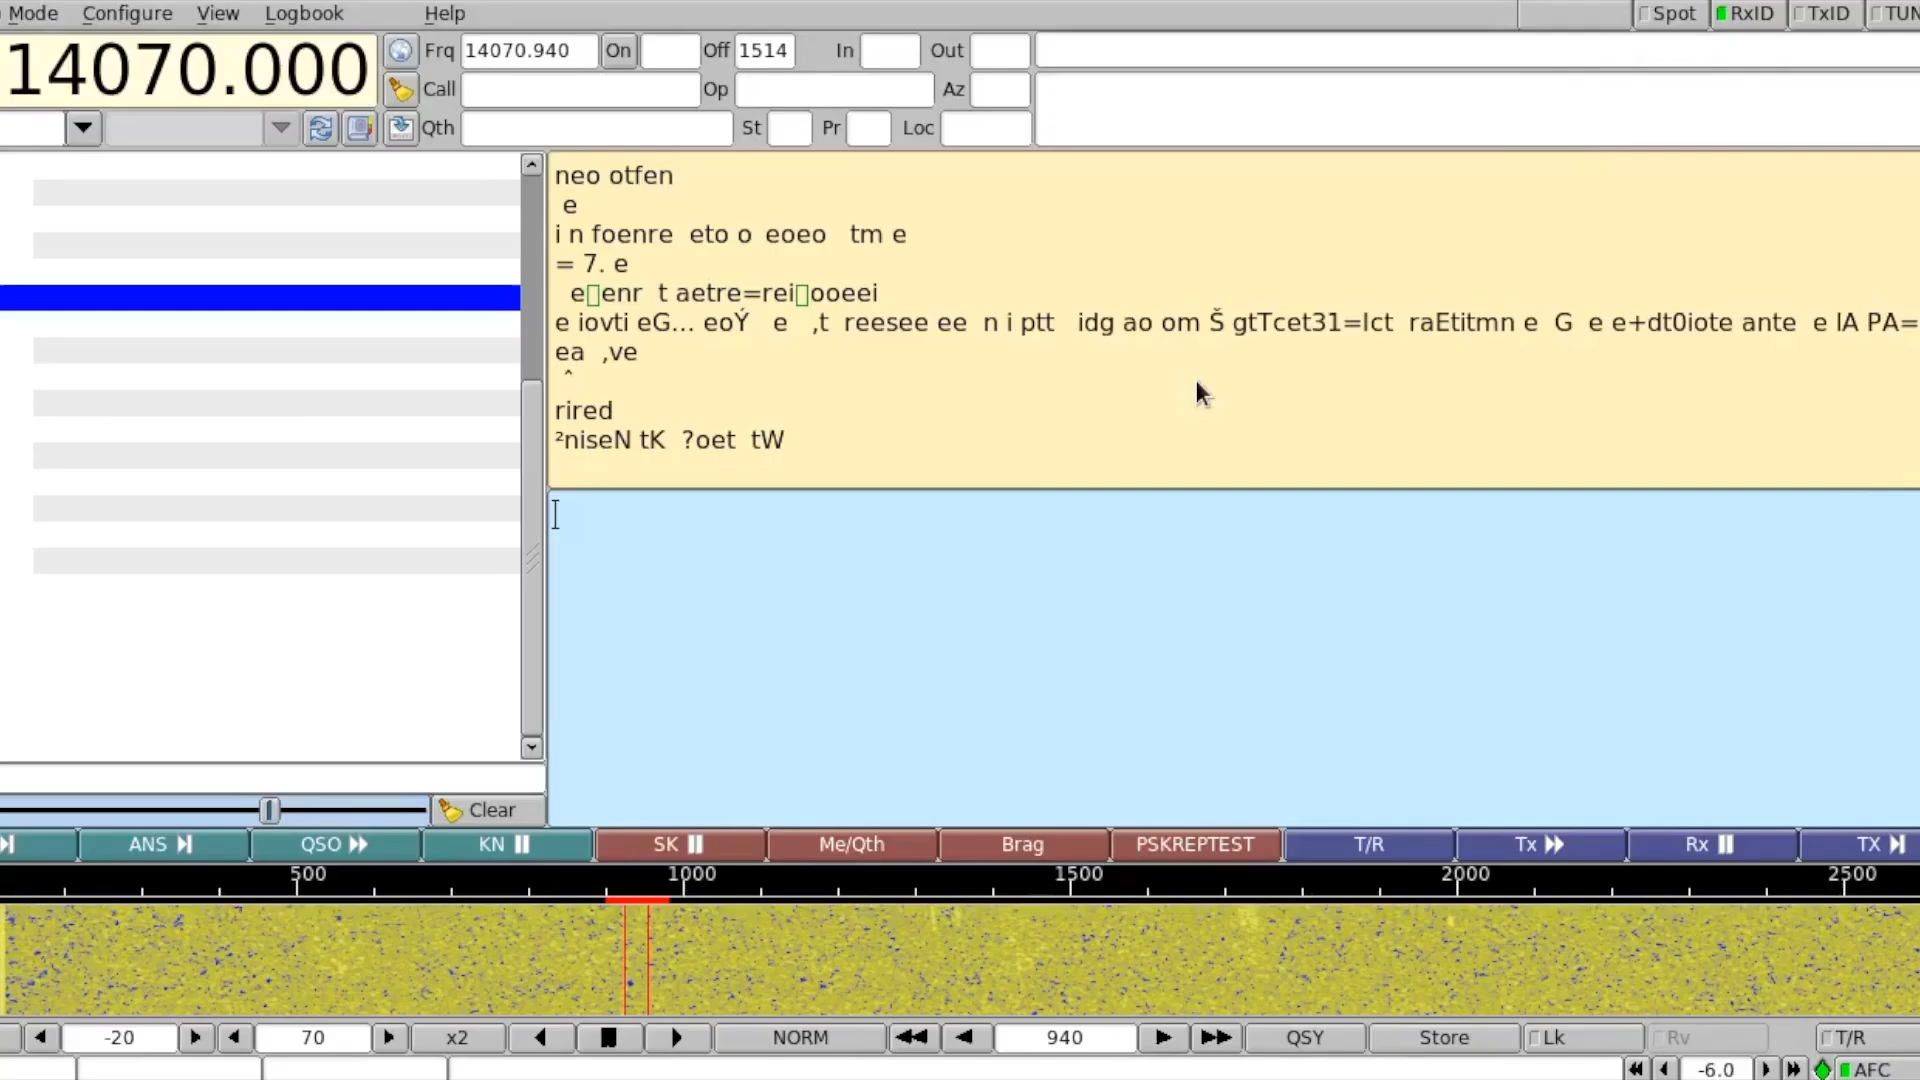 Mode Configure View Logbook Help Spot RxID TxID TUN
14070.000
Frq 14070.940 On Off 1514 In Out
Call Op Az
Qth St Pr Loc
neo otfen
e
i n foenre eto o eoeo tm e
= 7. e
e▯enr t aetre=rei▯ooeei
e iovti eG... eoÝ e ,t reesee ee n i ptt idg ao om Š gtTcet31=lct raEtitmn e G e e+dt0iote ante e lA PA=
ea ,ve
ˆ
rired
²niseN tK ?oet tW
Clear
ANS QSO KN SK Me/Qth Brag PSKREPTEST T/R Tx Rx TX
500 1000 1500 2000 2500
-20 70 x2 NORM 940 QSY Store Lk Rv T/R
-6.0 AFC